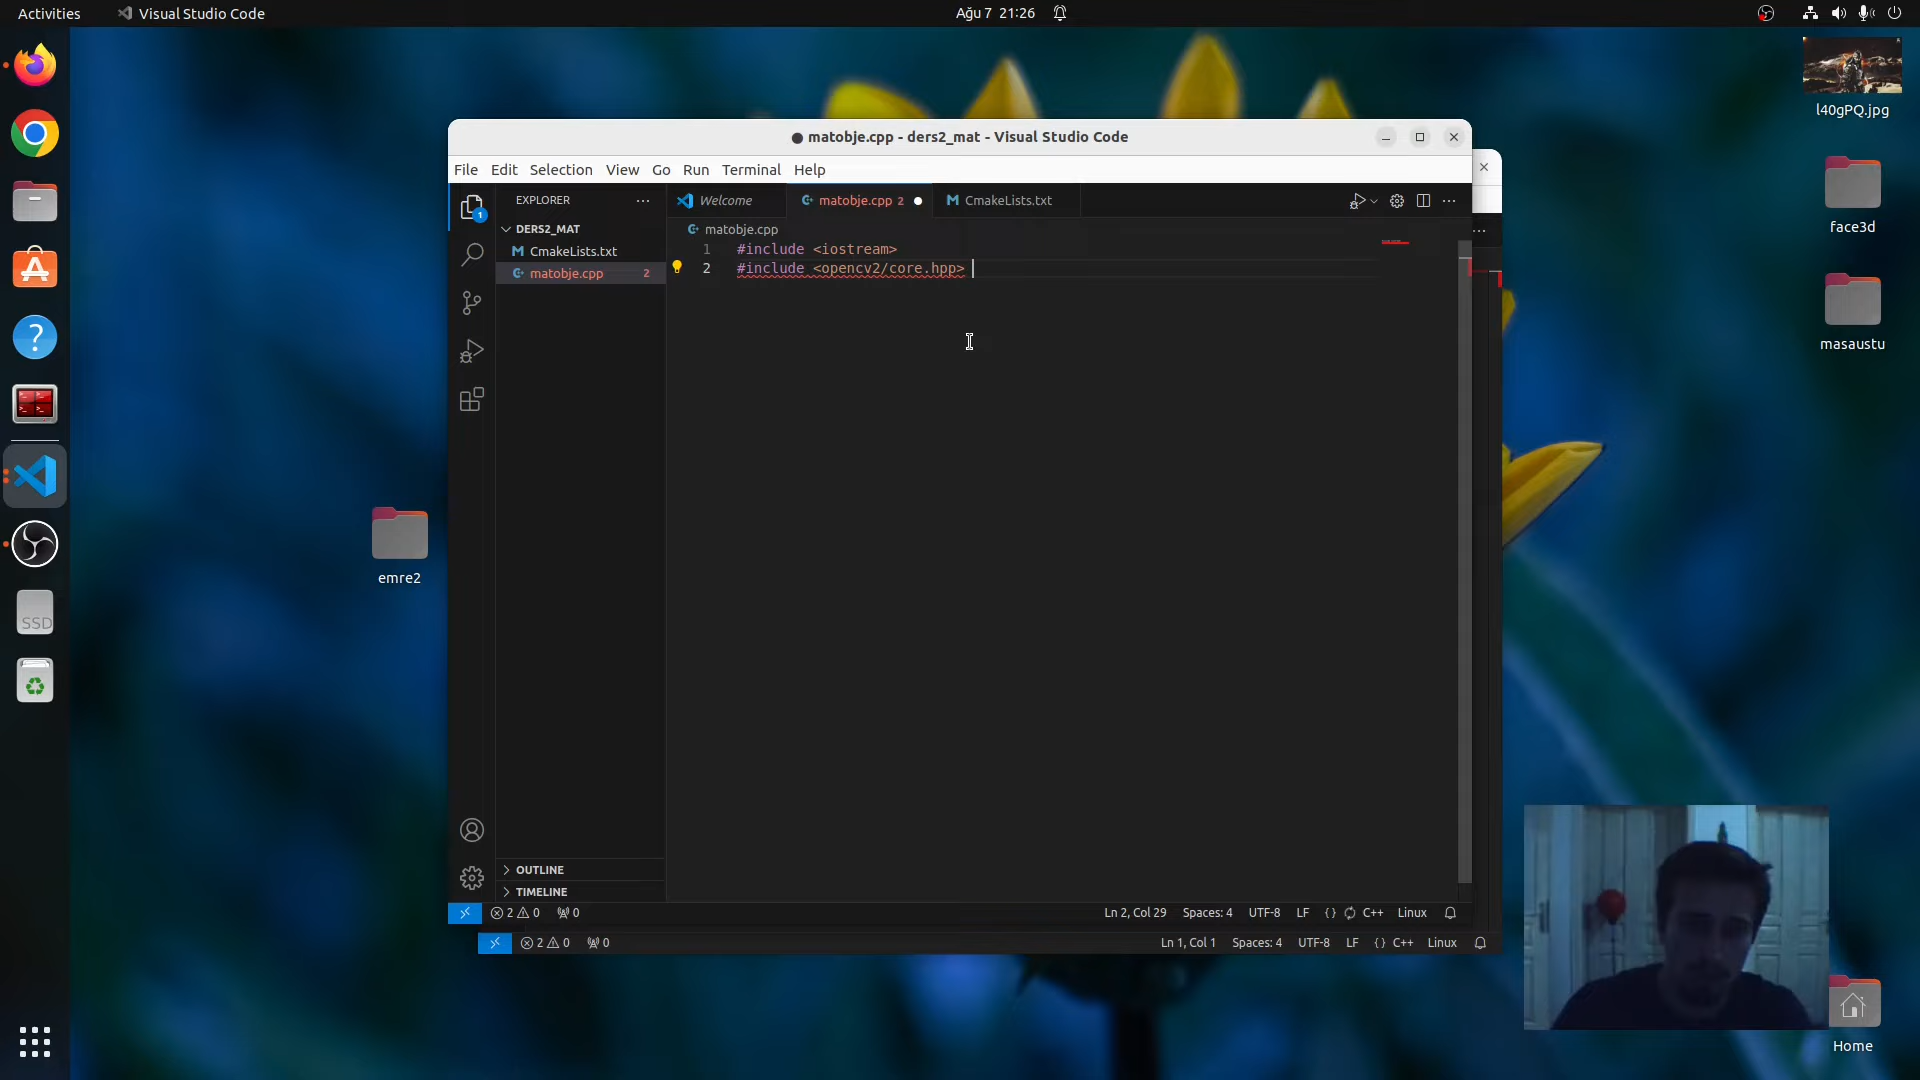 Activities
Visual Studio Code
Ağu 7 21:26
l40gPQ.jpg
face3d
masaustu
emre2
SSD
Home
matobje.cpp - ders2_mat - Visual Studio Code
File Edit Selection View Go Run Terminal Help
EXPLORER
DERS2_MAT
CmakeLists.txt
matobje.cpp 2
1
OUTLINE
TIMELINE
Welcome
matobje.cpp 2
CmakeLists.txt
matobje.cpp
1 #include <iostream>
2 #include <opencv2/core.hpp>
2 0 0
Ln 2, Col 29 Spaces: 4 UTF-8 LF {} C++ Linux
2 0 0
Ln 1, Col 1 Spaces: 4 UTF-8 LF {} C++ Linux